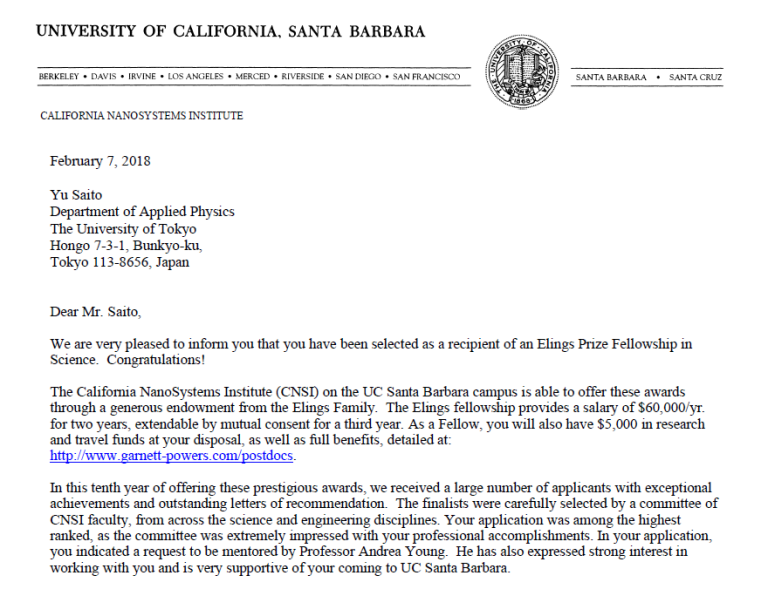 UNIVERSITY OF CALIFORNIA, SANTA BARBARA
BERKELEY • DAVIS • IRVINE • LOS ANGELES • MERCED • RIVERSIDE • SAN DIEGO • SAN FRANCISCO
SANTA BARBARA • SANTA CRUZ
CALIFORNIA NANOSYSTEMS INSTITUTE
February 7, 2018
Yu Saito
Department of Applied Physics
The University of Tokyo
Hongo 7-3-1, Bunkyo-ku,
Tokyo 113-8656, Japan
Dear Mr. Saito,
We are very pleased to inform you that you have been selected as a recipient of an Elings Prize Fellowship in
Science. Congratulations!
The California NanoSystems Institute (CNSI) on the UC Santa Barbara campus is able to offer these awards
through a generous endowment from the Elings Family. The Elings fellowship provides a salary of $60,000/yr.
for two years, extendable by mutual consent for a third year. As a Fellow, you will also have $5,000 in research
and travel funds at your disposal, as well as full benefits, detailed at:
http://www.garnett-powers.com/postdocs.
In this tenth year of offering these prestigious awards, we received a large number of applicants with exceptional
achievements and outstanding letters of recommendation. The finalists were carefully selected by a committee of
CNSI faculty, from across the science and engineering disciplines. Your application was among the highest
ranked, as the committee was extremely impressed with your professional accomplishments. In your application,
you indicated a request to be mentored by Professor Andrea Young. He has also expressed strong interest in
working with you and is very supportive of your coming to UC Santa Barbara.